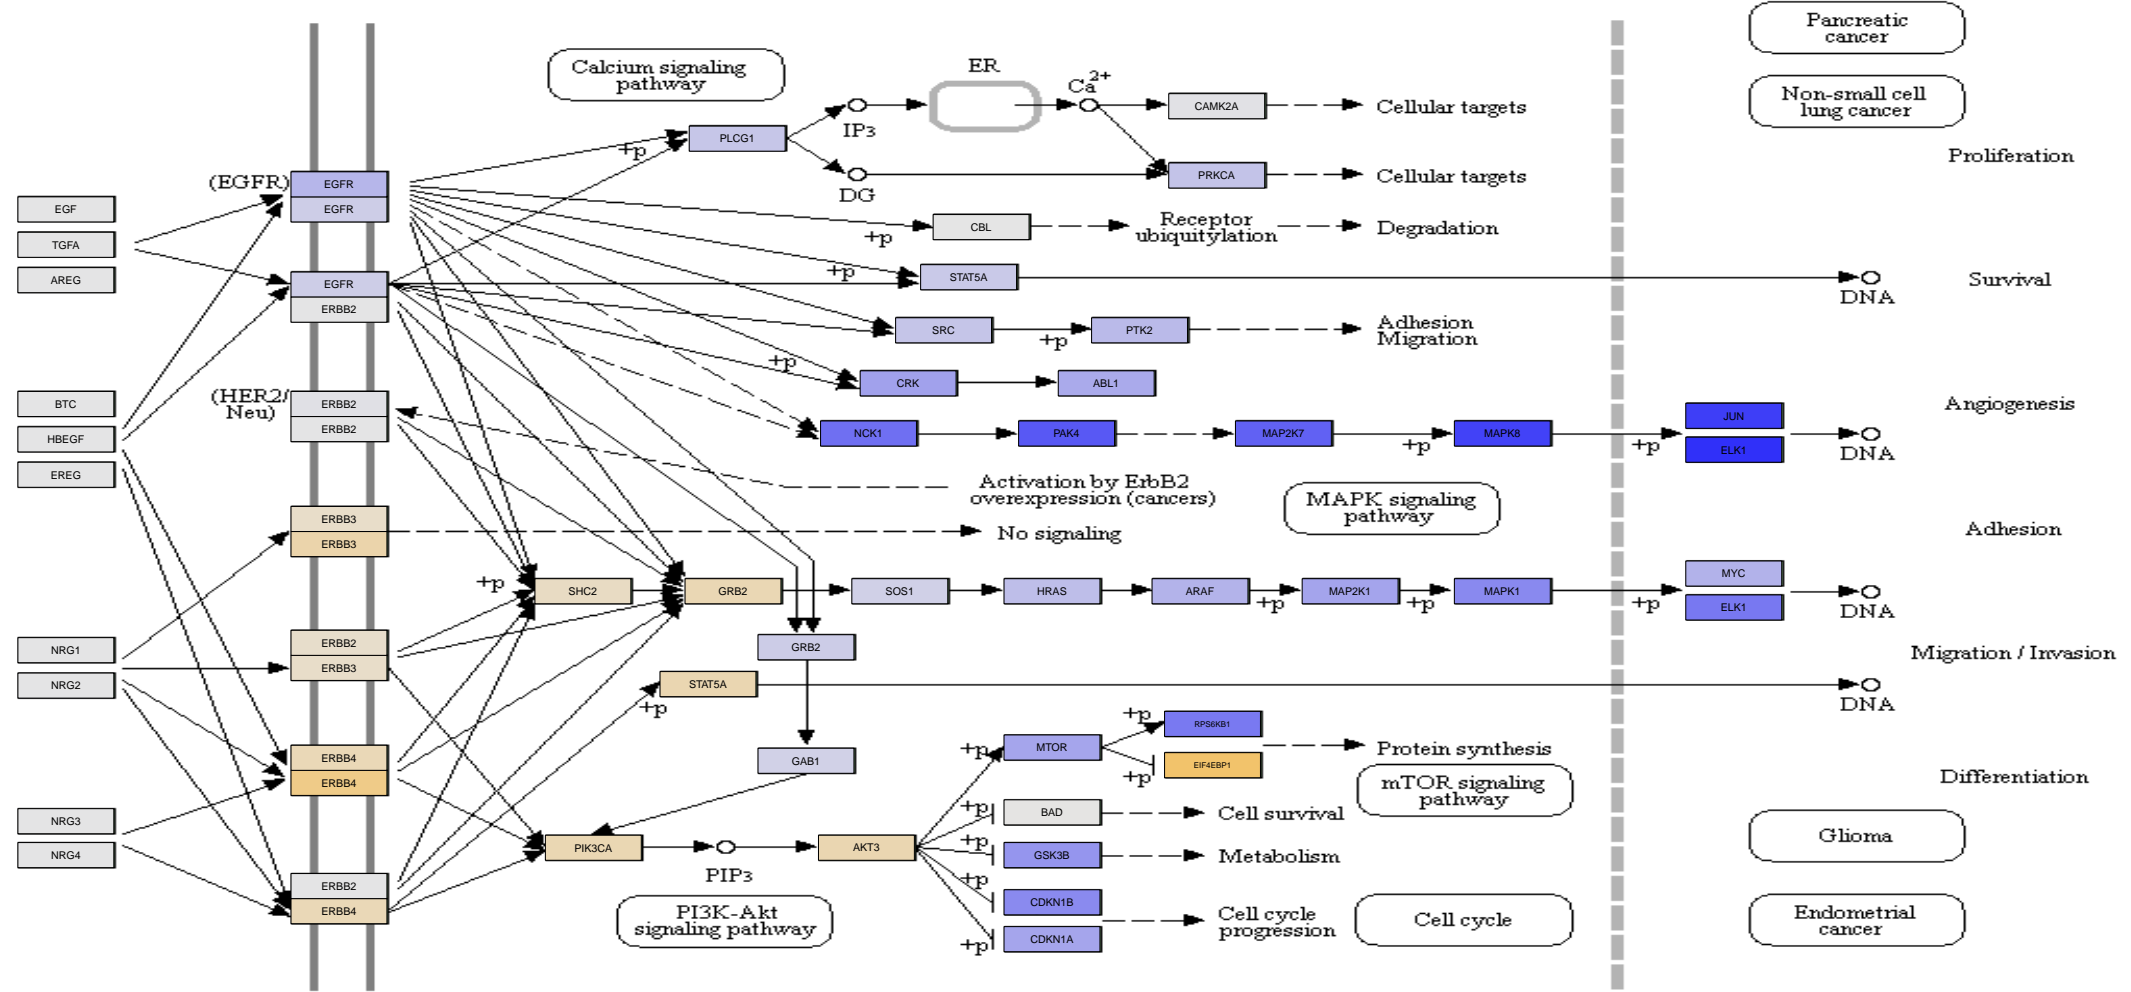 Pancreatic
cancer
Calcium signaling
pathway
ER
Ca2+
Non-small cell
lung cancer
CAMK2A
Cellular targets
IP3
PLCG1
+p
Proliferation
(EGFR)
EGFR
EGFR
DG
PRKCA
Cellular targets
EGF
TGFA
AREG
CBL
+p
Receptor
ubiquitylation
Degradation
EGFR
ERBB2
+p
STAT5A
DNA
Survival
SRC
+p
PTK2
Adhesion
Migration
+p
CRK
ABL1
BTC
HBEGF
EREG
(HER2/
Neu)
ERBB2
ERBB2
NCK1
PAK4
MAP2K7
+p
MAPK8
+p
JUN
ELK1
DNA
Angiogenesis
Activation by ErbB2
overexpression (cancers)
MAPK signaling
pathway
ERBB3
ERBB3
No signaling
Adhesion
+p
SHC2
GRB2
SOS1
HRAS
ARAF
+p
MAP2K1
+p
MAPK1
+p
MYC
ELK1
DNA
NRG1
NRG2
ERBB2
ERBB3
GRB2
Migration / Invasion
STAT5A
+p
DNA
ERBB4
ERBB4
GAB1
+p
MTOR
+p
RPS6KB1
+p
EIF4EBP1
Protein synthesis
mTOR signaling
pathway
Differentiation
NRG3
NRG4
+p
BAD
Cell survival
Glioma
PIK3CA
PIP3
AKT3
+p
GSK3B
Metabolism
ERBB2
ERBB4
PI3K-Akt
signaling pathway
+p
CDKN1B
+p
CDKN1A
Cell cycle
progression
Cell cycle
Endometrial
cancer